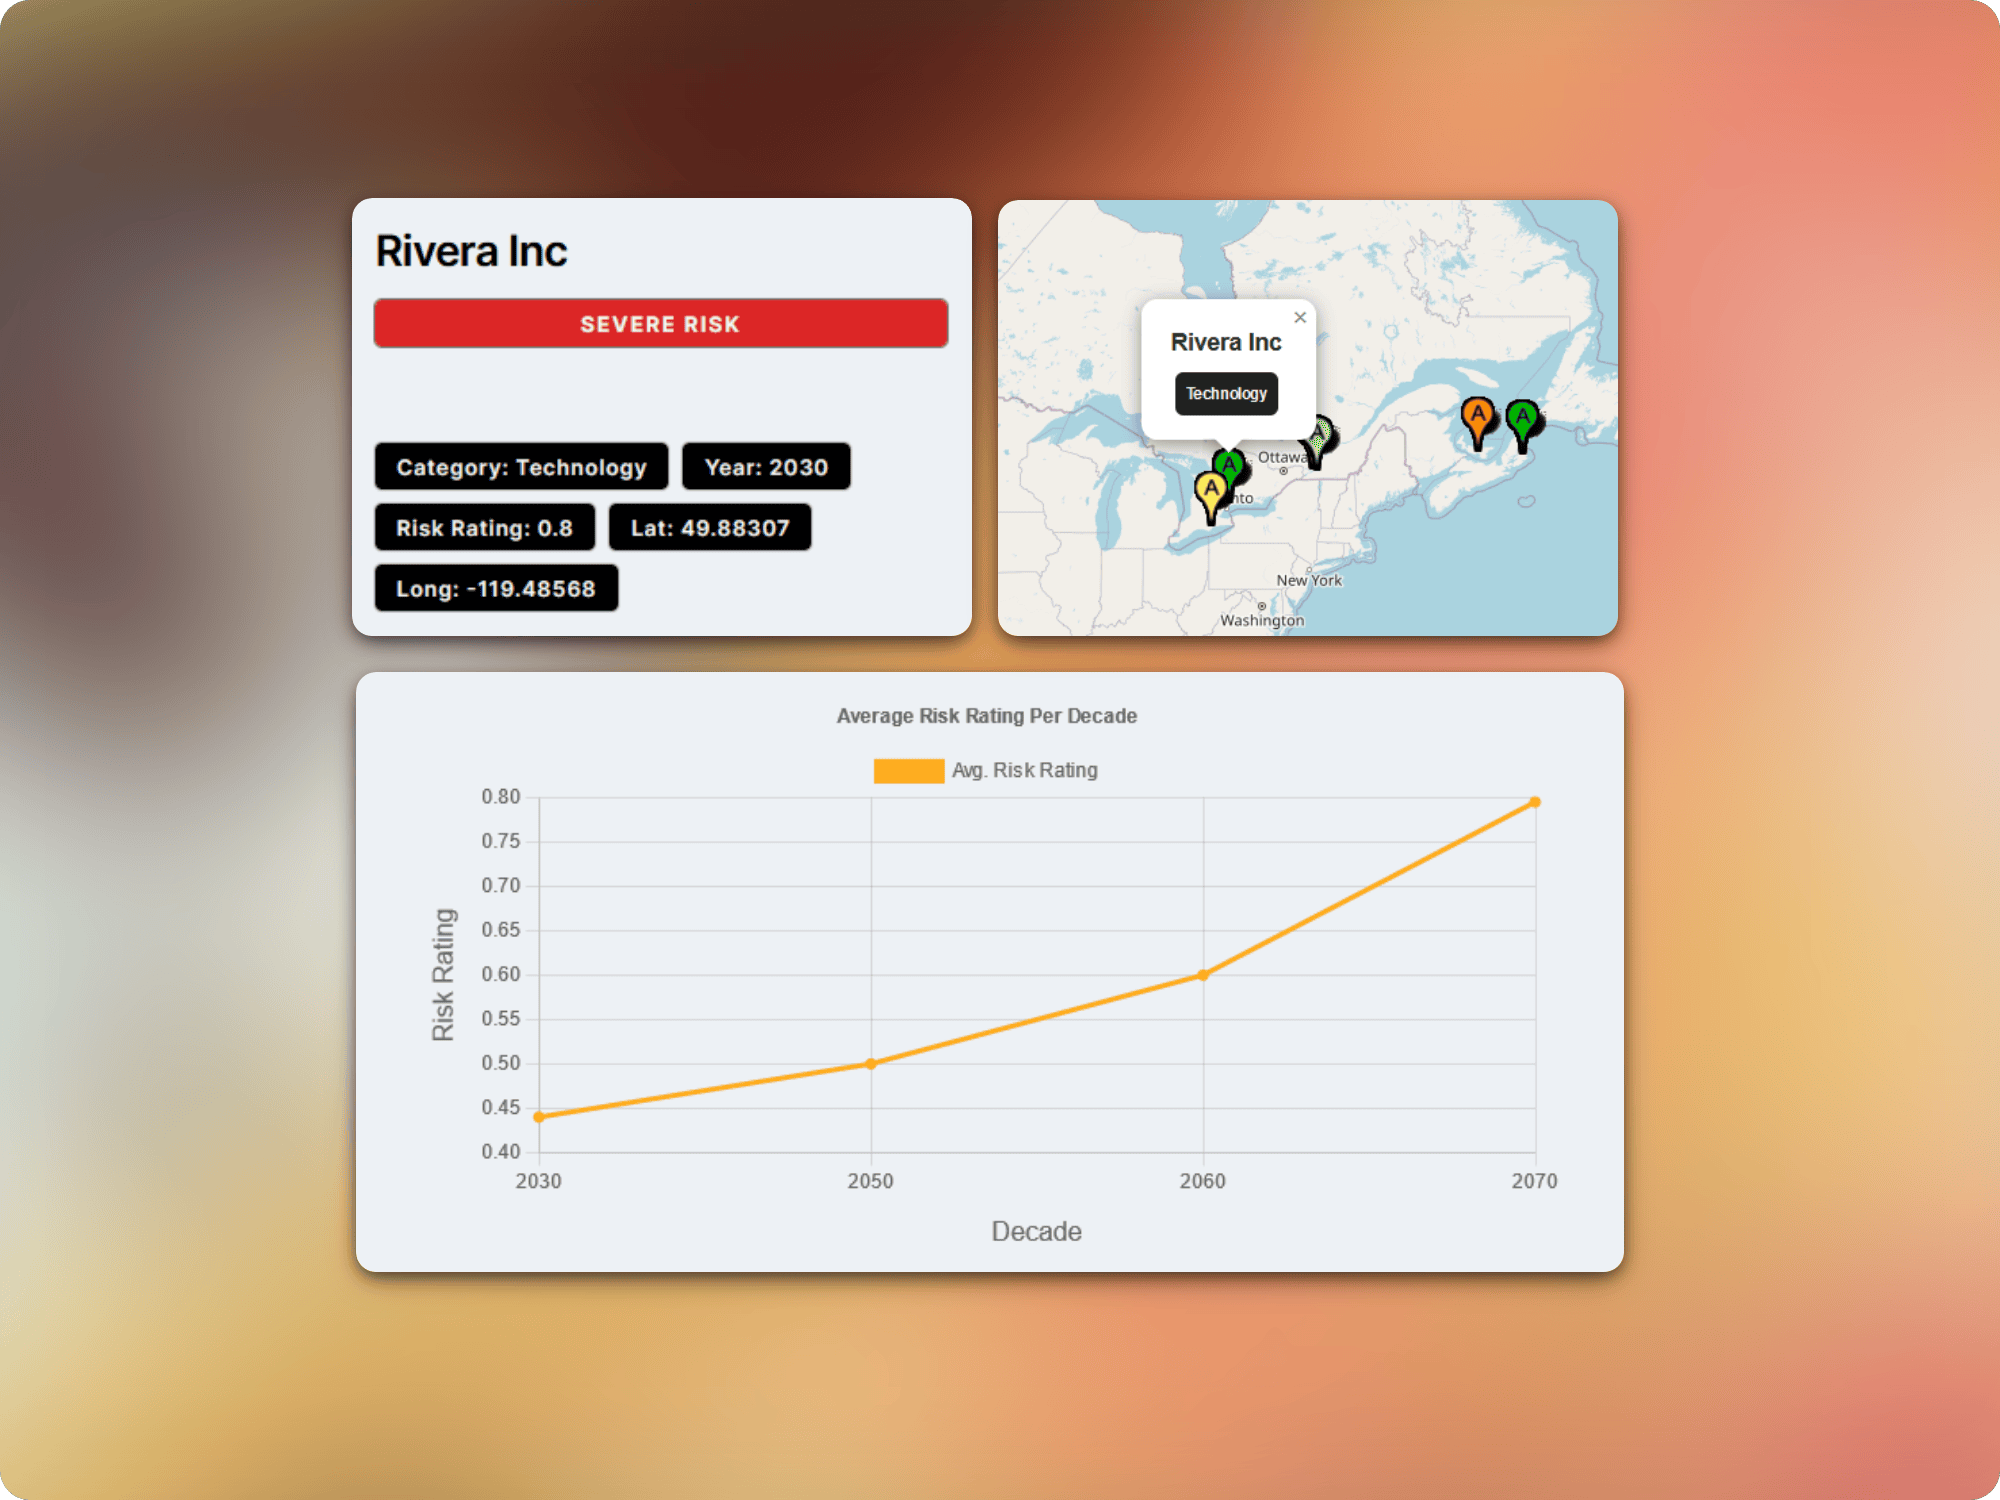 Rivera Inc
SEVERE RISK
Category: Technology
Year: 2030
Risk Rating: 0.8
Lat: 49.88307
Long: -119.48568
×
Rivera Inc
Technology
A
A
A
A
A
Ottawa
nto
New York
Washington
Average Risk Rating Per Decade
Avg. Risk Rating
0.80
0.75
0.70
0.65
0.60
0.55
0.50
0.45
0.40
Risk Rating
2030 2050 2060 2070
Decade